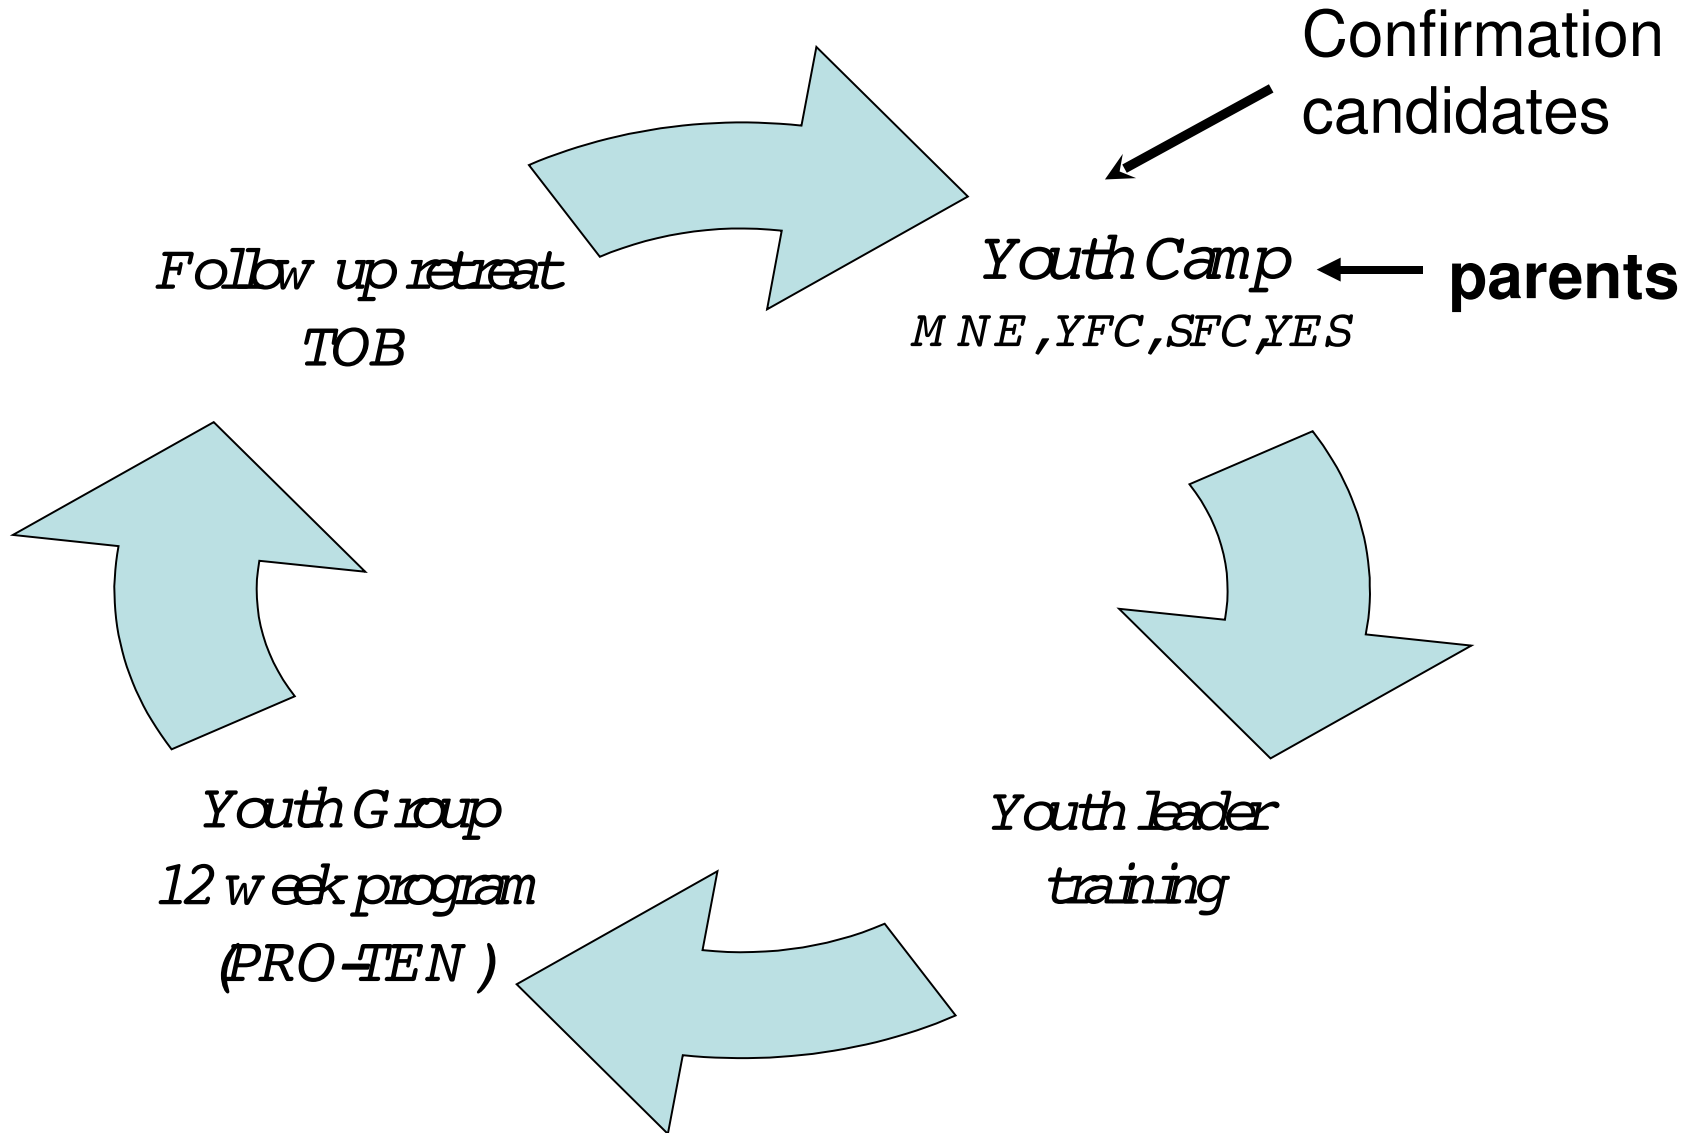 Confirmation
candidates
Follow up retreat
TOB
Youth Camp
MNE,YFC,SFC,YES
parents
Youth Group
12 week program
(PRO-TEN)
Youth leader
training